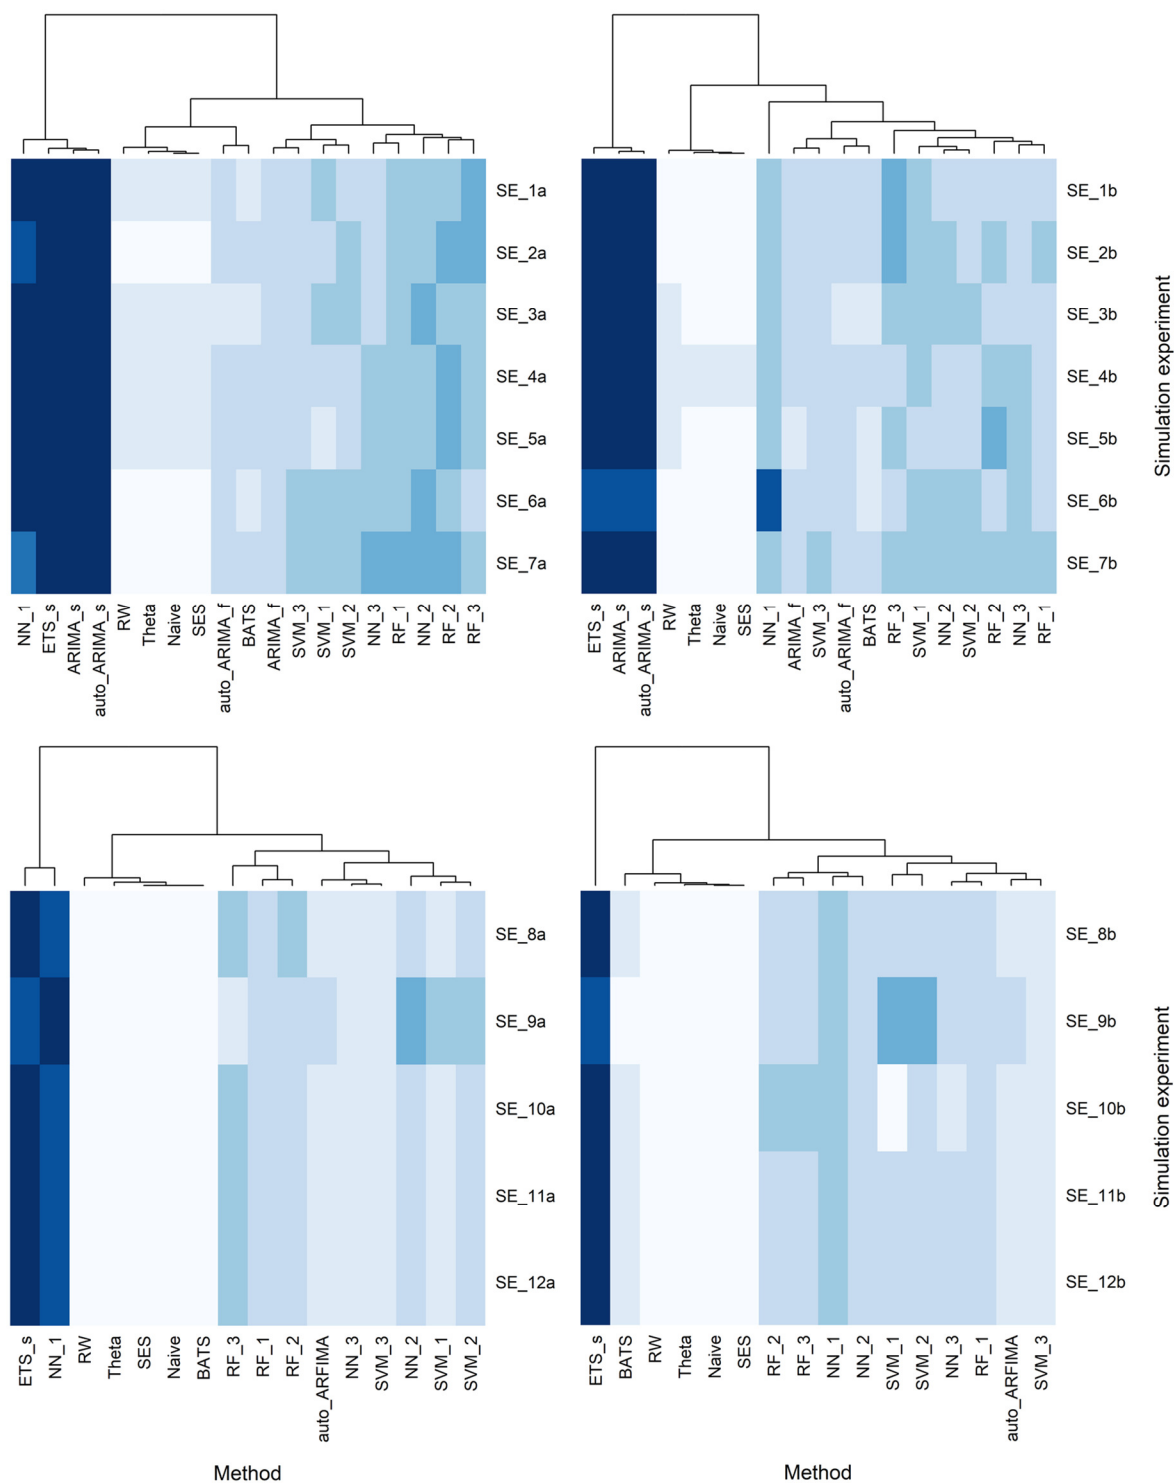 SE_1a
SE_2a
SE_3a
SE_4a
SE_5a
SE_6a
SE_7a
NN_1
ETS_s
ARIMA_s
auto_ARIMA_s
RW
Theta
Naive
SES
auto_ARIMA_f
BATS
ARIMA_f
SVM_3
SVM_1
SVM_2
NN_3
RF_1
NN_2
RF_2
RF_3
SE_1b
SE_2b
SE_3b
SE_4b
SE_5b
SE_6b
SE_7b
Simulation experiment
ETS_s
ARIMA_s
auto_ARIMA_s
RW
Theta
Naive
SES
NN_1
ARIMA_f
SVM_3
auto_ARIMA_f
BATS
RF_3
SVM_1
NN_2
SVM_2
RF_2
NN_3
RF_1
SE_8a
SE_9a
SE_10a
SE_11a
SE_12a
ETS_s
NN_1
RW
Theta
SES
Naive
BATS
RF_3
RF_1
RF_2
auto_ARFIMA
NN_3
SVM_3
NN_2
SVM_1
SVM_2
Method
SE_8b
SE_9b
SE_10b
SE_11b
SE_12b
Simulation experiment
ETS_s
BATS
RW
Theta
Naive
SES
RF_2
RF_3
NN_1
NN_2
SVM_1
SVM_2
NN_3
RF_1
auto_ARFIMA
SVM_3
Method